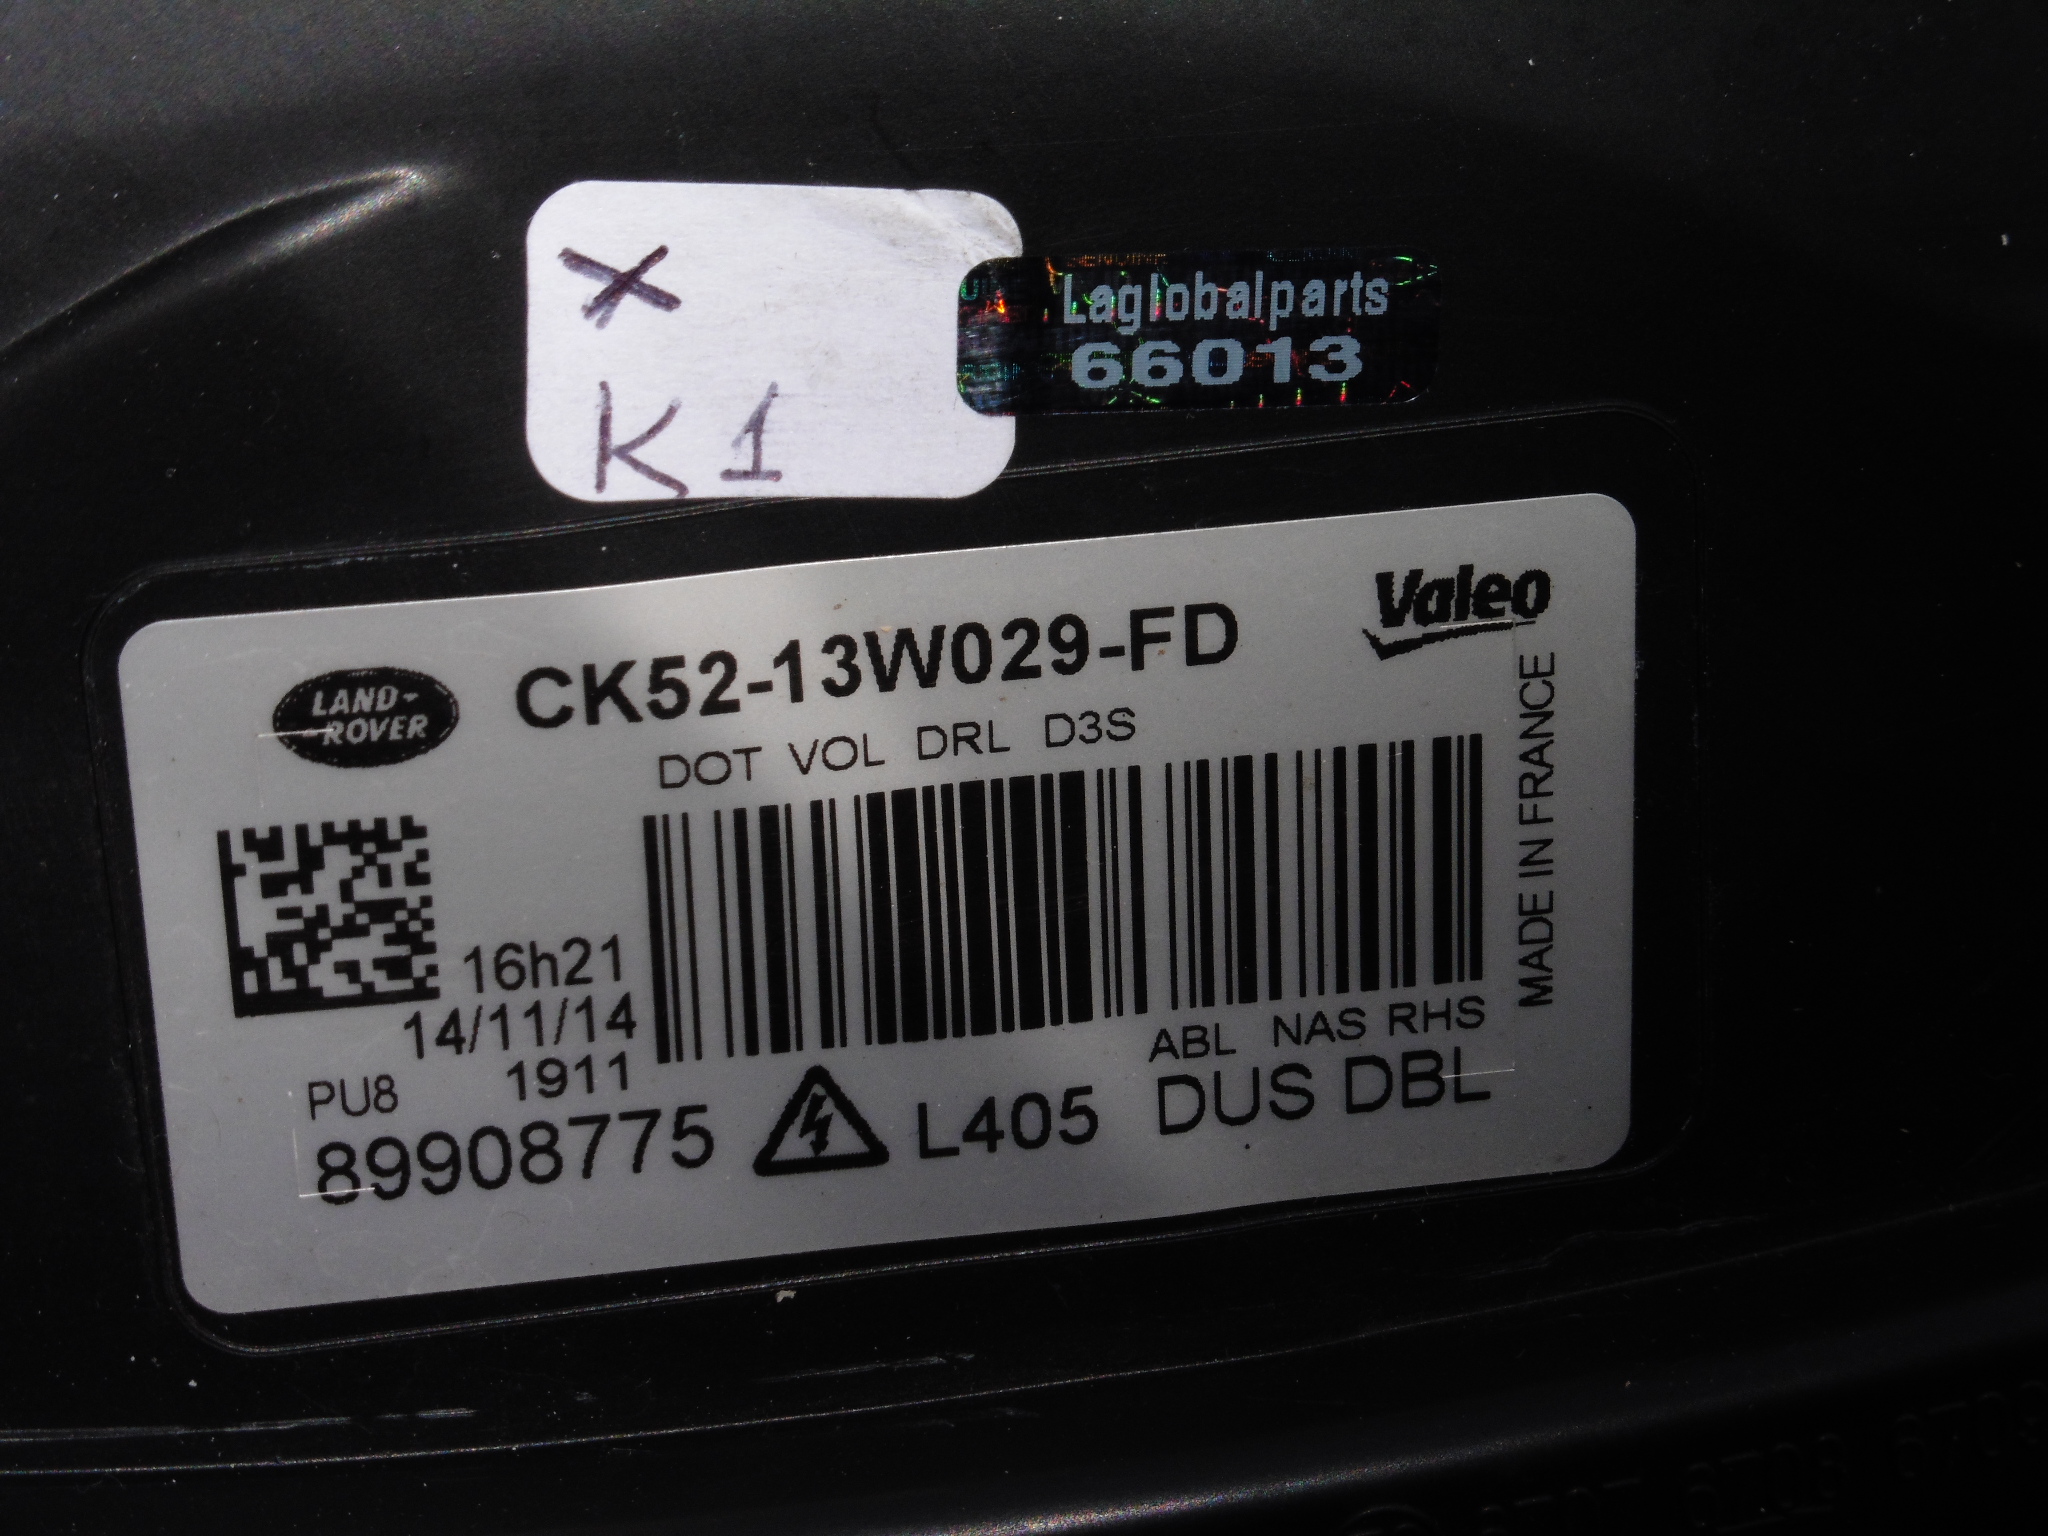 X
K1
Laglobalparts
66013
Valeo
LAND-
-ROVER
CK52-13W029-FD
DOT VOL DRL D3S
MADE IN FRANCE
16h21
14/11/14
1911
PU8
ABL NAS RHS
89908775
L405
DUS DBL